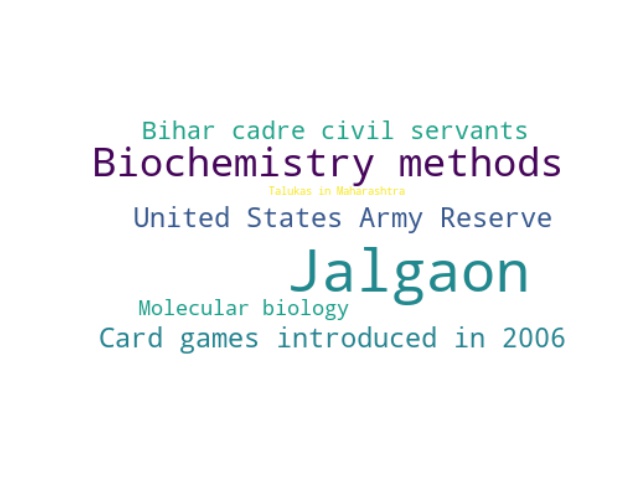 Bihar cadre civil servants
Biochemistry methods
Talukas in Maharashtra
United States Army Reserve
Jalgaon
Molecular biology
Card games introduced in 2006